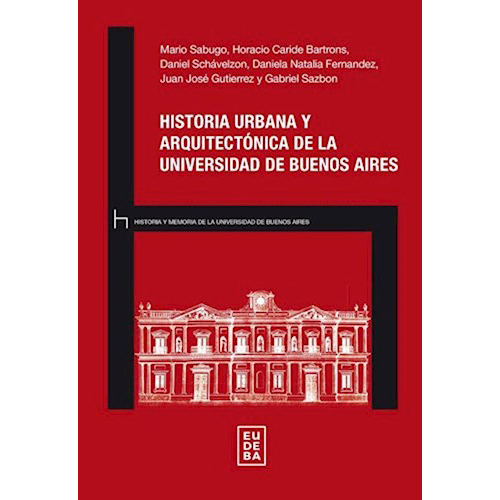 Mario Sabugo, Horacio Caride Bartrons,
Daniel Schávelzon, Daniela Natalia Fernandez,
Juan José Gutierrez y Gabriel Sazbon
HISTORIA URBANA Y
ARQUITECTÓNICA DE LA
UNIVERSIDAD DE BUENOS AIRES
HISTORIA Y MEMORIA DE LA UNIVERSIDAD DE BUENOS AIRES
EU
DE
BA